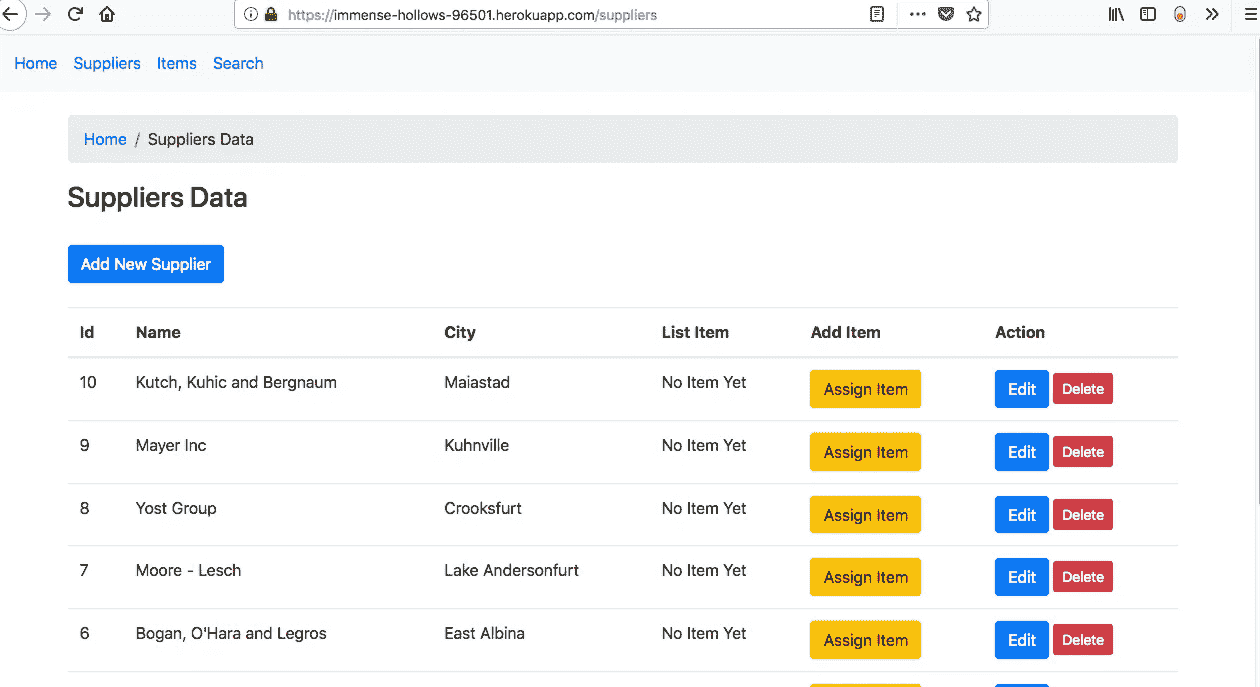 https://immense-hollows-96501.herokuapp.com/suppliers
Home Suppliers Items Search
Home / Suppliers Data
Suppliers Data
Add New Supplier
Id Name City List Item Add Item Action
10 Kutch, Kuhic and Bergnaum Maiastad No Item Yet Assign Item Edit Delete
9 Mayer Inc Kuhnville No Item Yet Assign Item Edit Delete
8 Yost Group Crooksfurt No Item Yet Assign Item Edit Delete
7 Moore - Lesch Lake Andersonfurt No Item Yet Assign Item Edit Delete
6 Bogan, O'Hara and Legros East Albina No Item Yet Assign Item Edit Delete